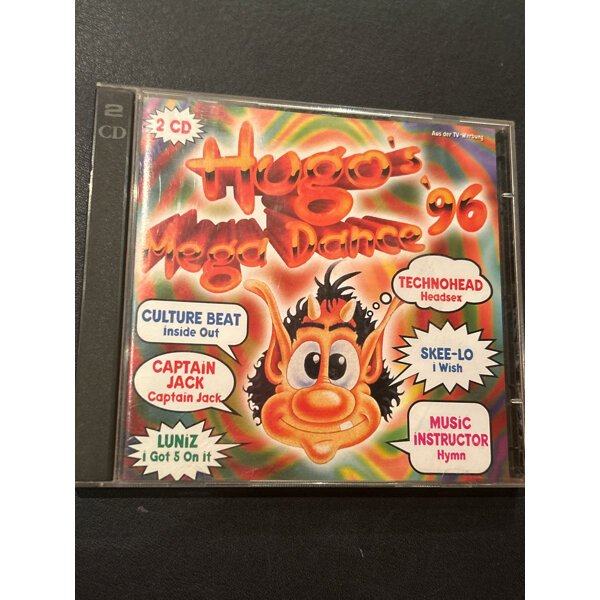 2
CD
2 CD
Aus der TV-Werbung
Hugo's
Mega Dance '96
TECHNOHEAD
Headsex
CULTURE BEAT
inside Out
SKEE-LO
i Wish
CAPTAIN
JACK
Captain Jack
MUSIC
INSTRUCTOR
Hymn
LUNIZ
i Got 5 On it